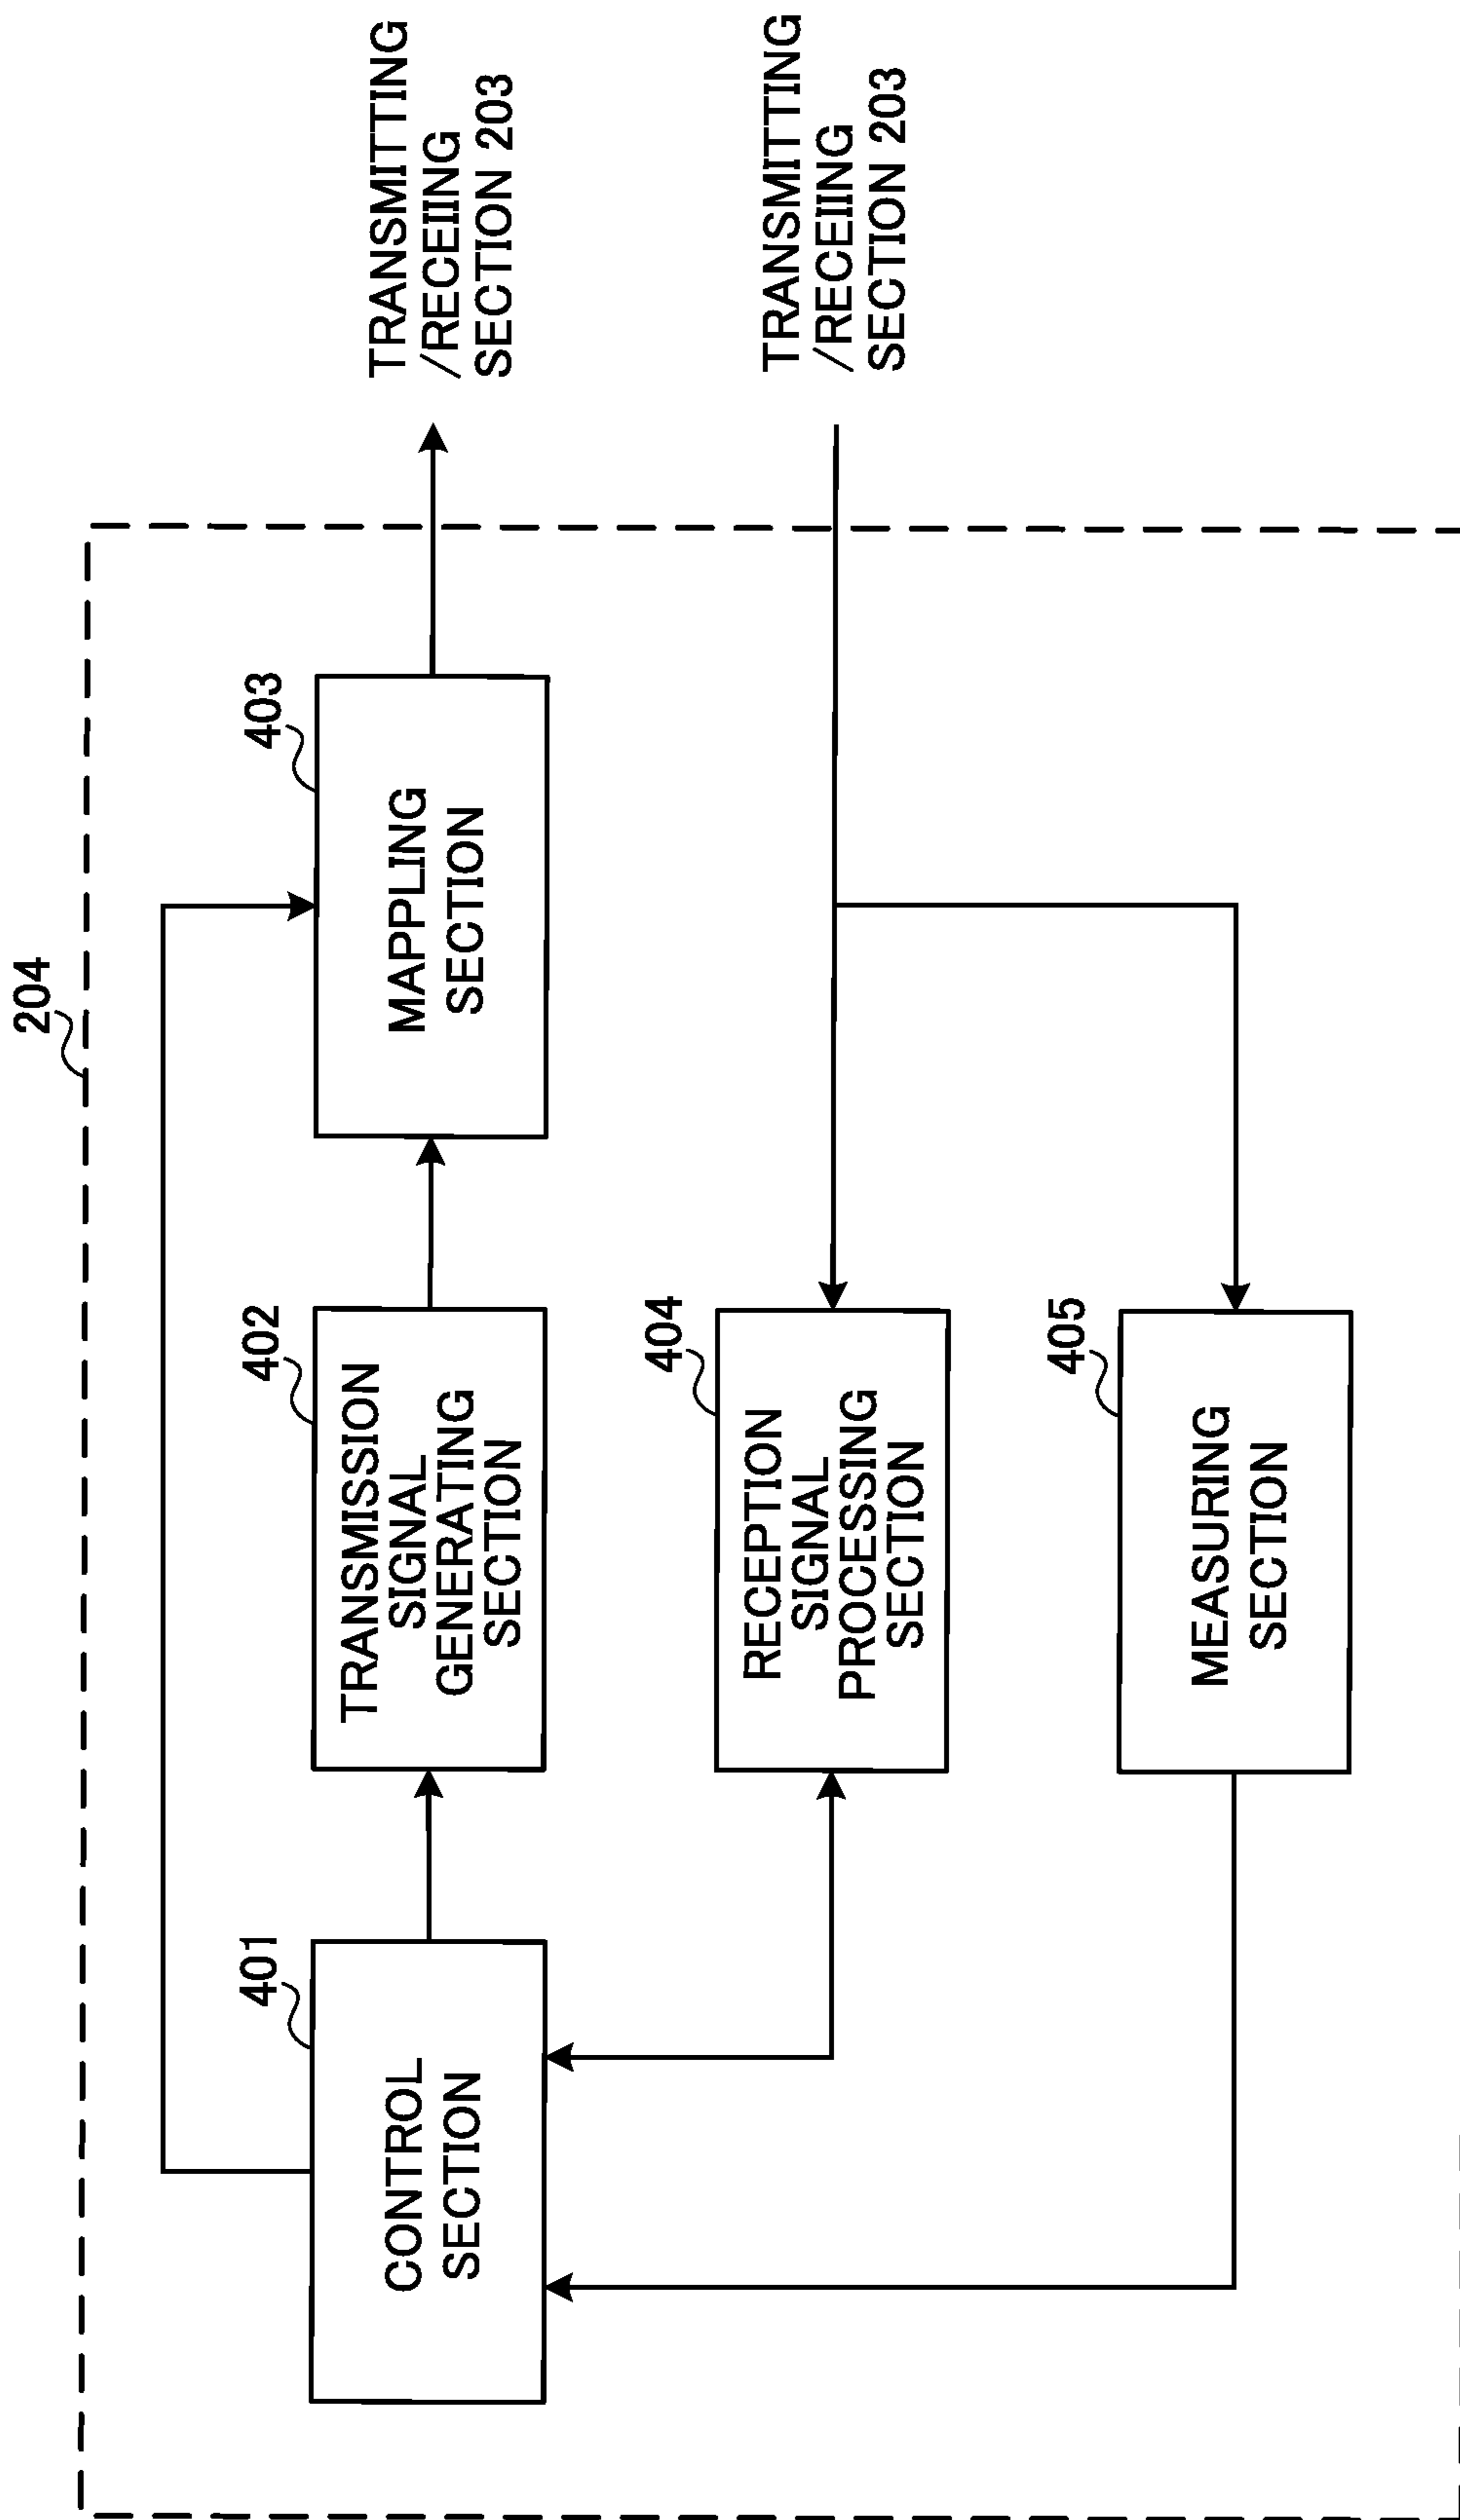 204
401
CONTROL
SECTION
402
TRANSMISSION
SIGNAL
GENERATING
SECTION
403
MAPPLING
SECTION
TRANSMITTING
/RECEIING
SECTION 203
404
RECEPTION
SIGNAL
PROCESSING
SECTION
TRANSMITTING
/RECEIING
SECTION 203
405
MEASURING
SECTION